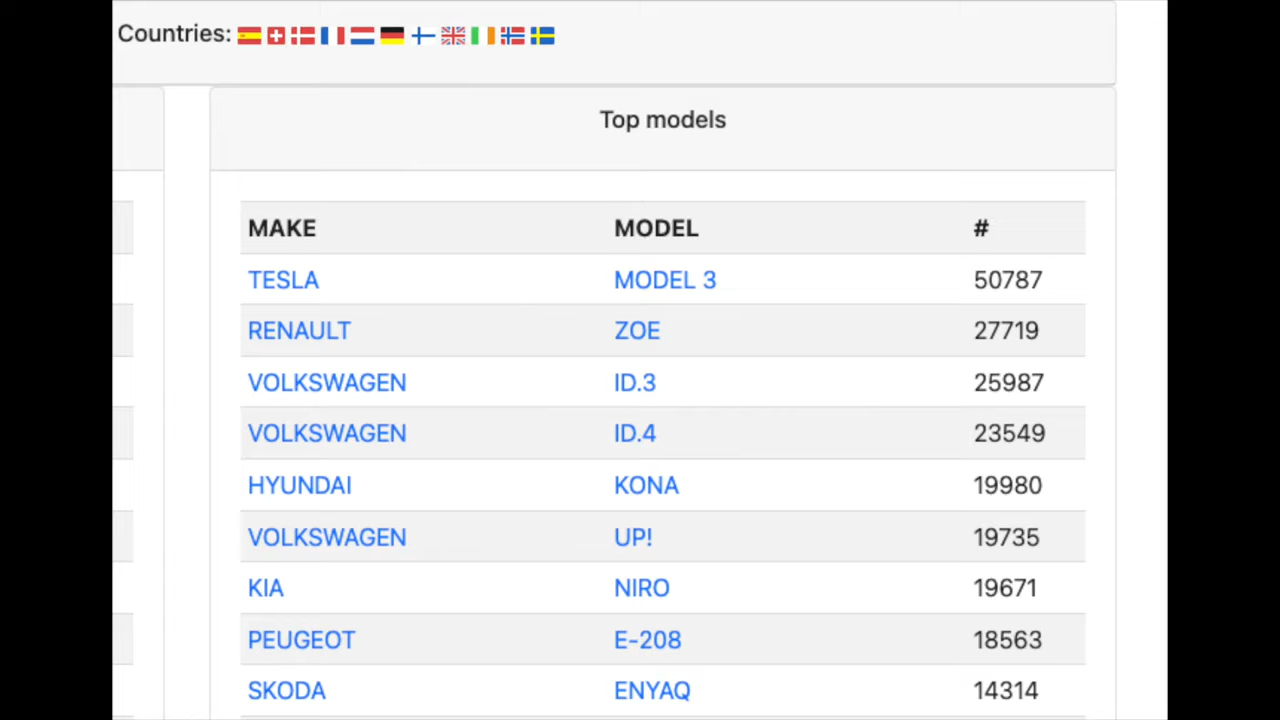 Countries:
Top models
MAKE MODEL #
TESLA MODEL 3 50787
RENAULT ZOE 27719
VOLKSWAGEN ID.3 25987
VOLKSWAGEN ID.4 23549
HYUNDAI KONA 19980
VOLKSWAGEN UP! 19735
KIA NIRO 19671
PEUGEOT E-208 18563
SKODA ENYAQ 14314